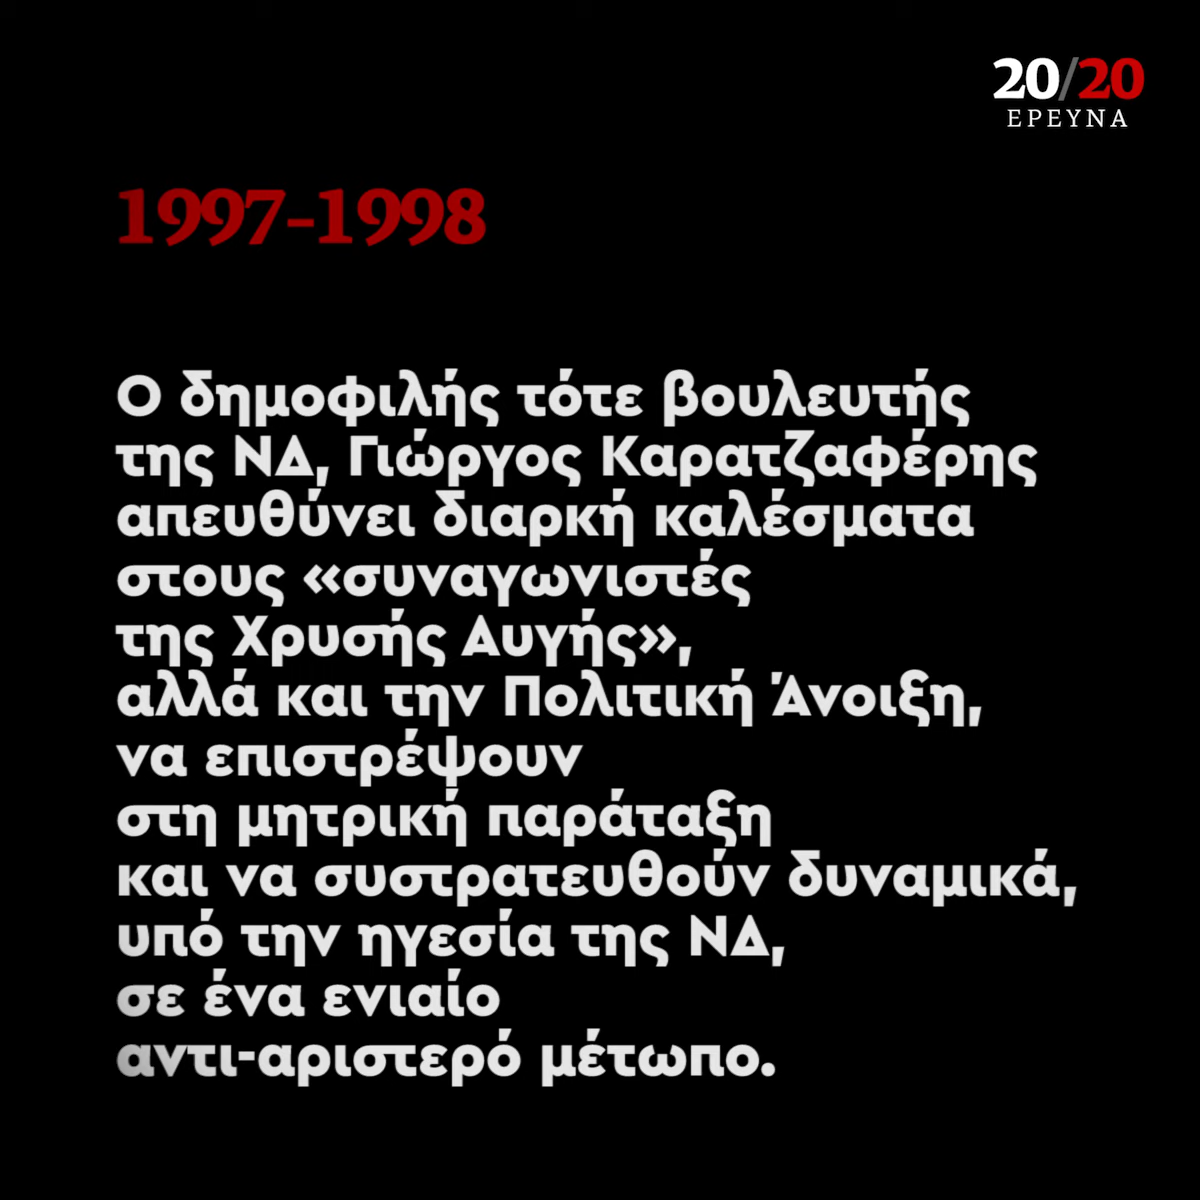 20/20
ΕΡΕΥΝΑ
1997-1998
Ο δημοφιλής τότε βουλευτής
της ΝΔ, Γιώργος Καρατζαφέρης
απευθύνει διαρκή καλέσματα
στους «συναγωνιστές
της Χρυσής Αυγής»,
αλλά και την Πολιτική Άνοιξη,
να επιστρέψουν
στη μητρική παράταξη
και να συστρατευθούν δυναμικά,
υπό την ηγεσία της ΝΔ,
σε ένα ενιαίο
αντι-αριστερό μέτωπο.